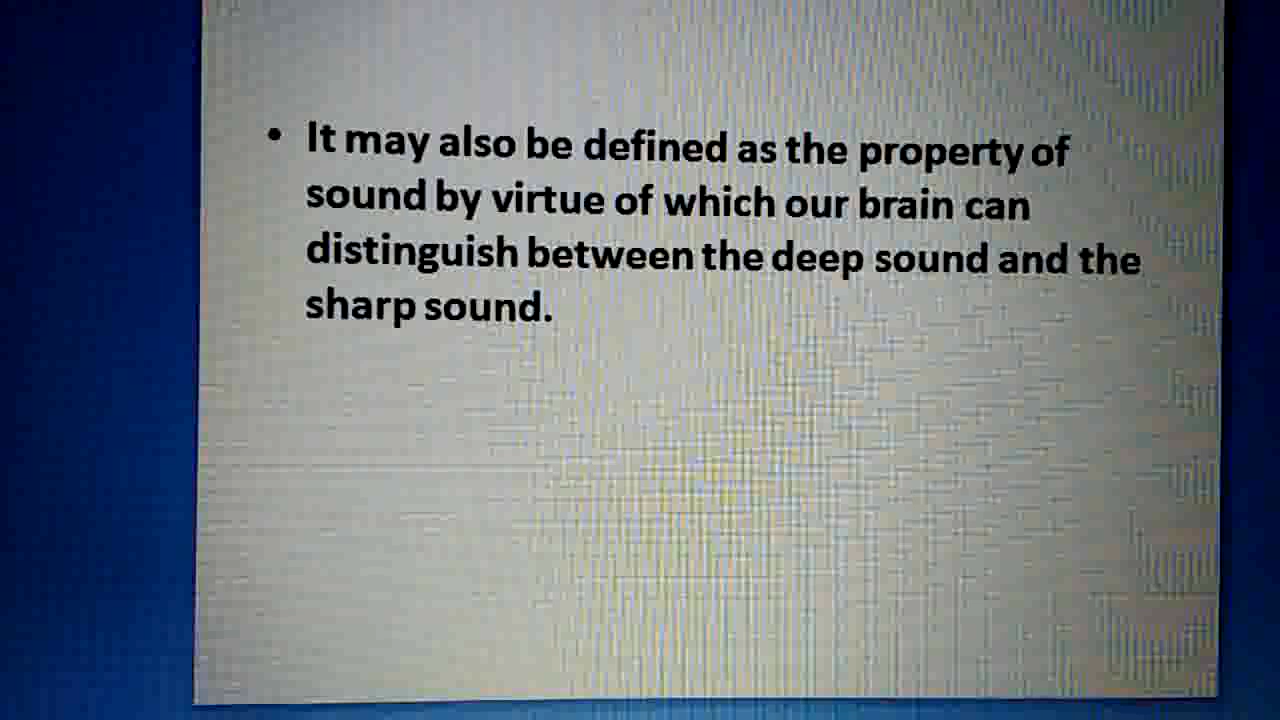 • It may also be defined as the property of
sound by virtue of which our brain can
distinguish between the deep sound and the
sharp sound.